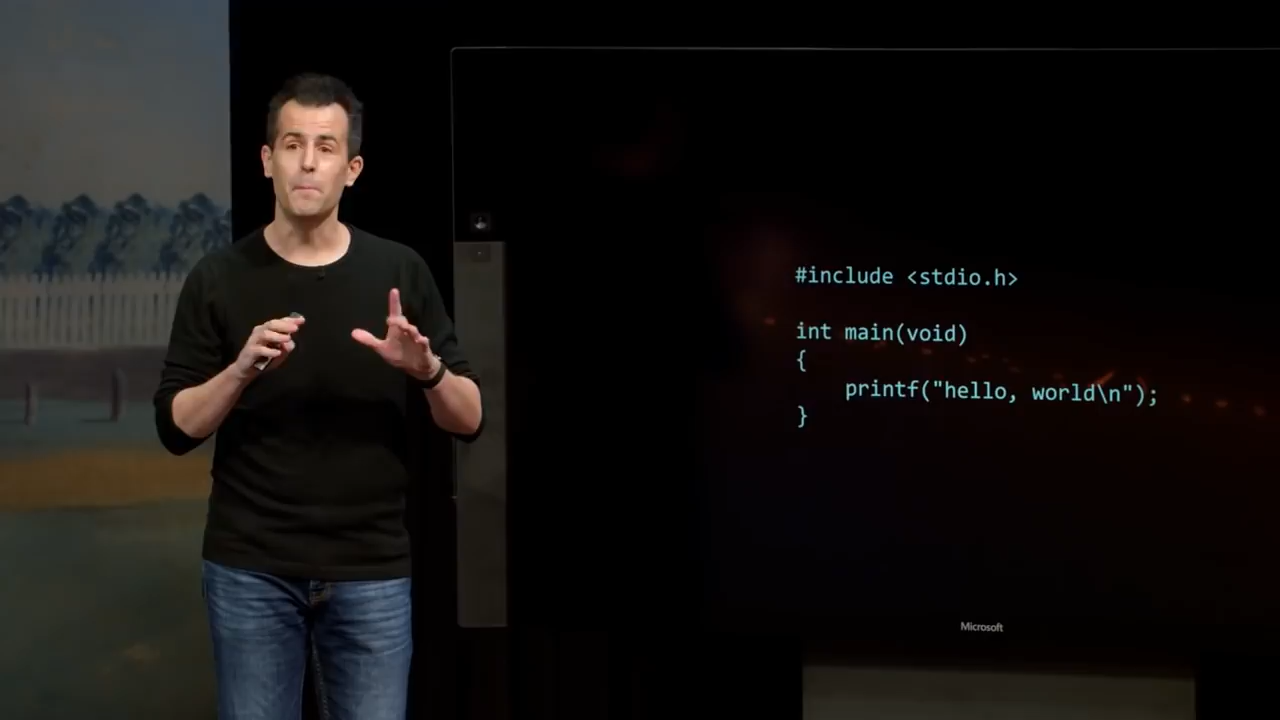 #include <stdio.h>
int main(void)
{
    printf("hello, world\n");
}
Microsoft